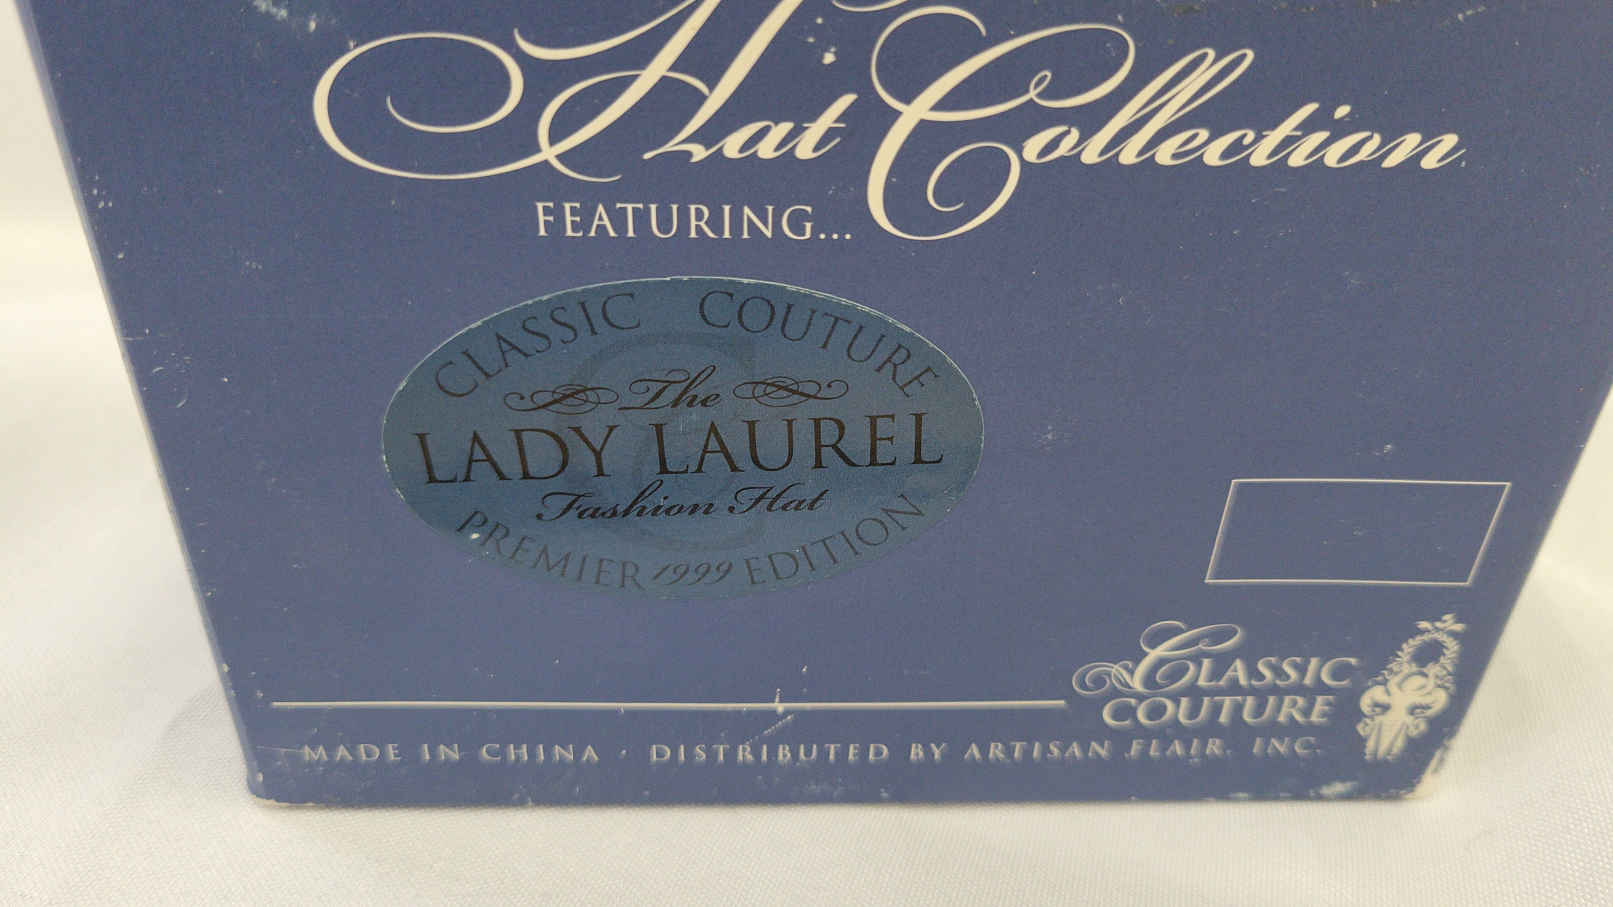 Hat Collection
FEATURING...
CLASSIC COUTURE
The
LADY LAUREL
Fashion Hat
PREMIER 1999 EDITION
CLASSIC
COUTURE
MADE IN CHINA · DISTRIBUTED BY ARTISAN FLAIR, INC.